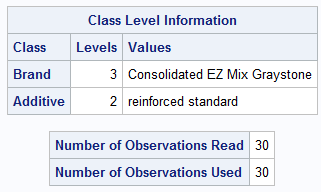 Class Level Information
Class Levels Values
Brand 3 Consolidated EZ Mix Graystone
Additive 2 reinforced standard
Number of Observations Read 30
Number of Observations Used 30